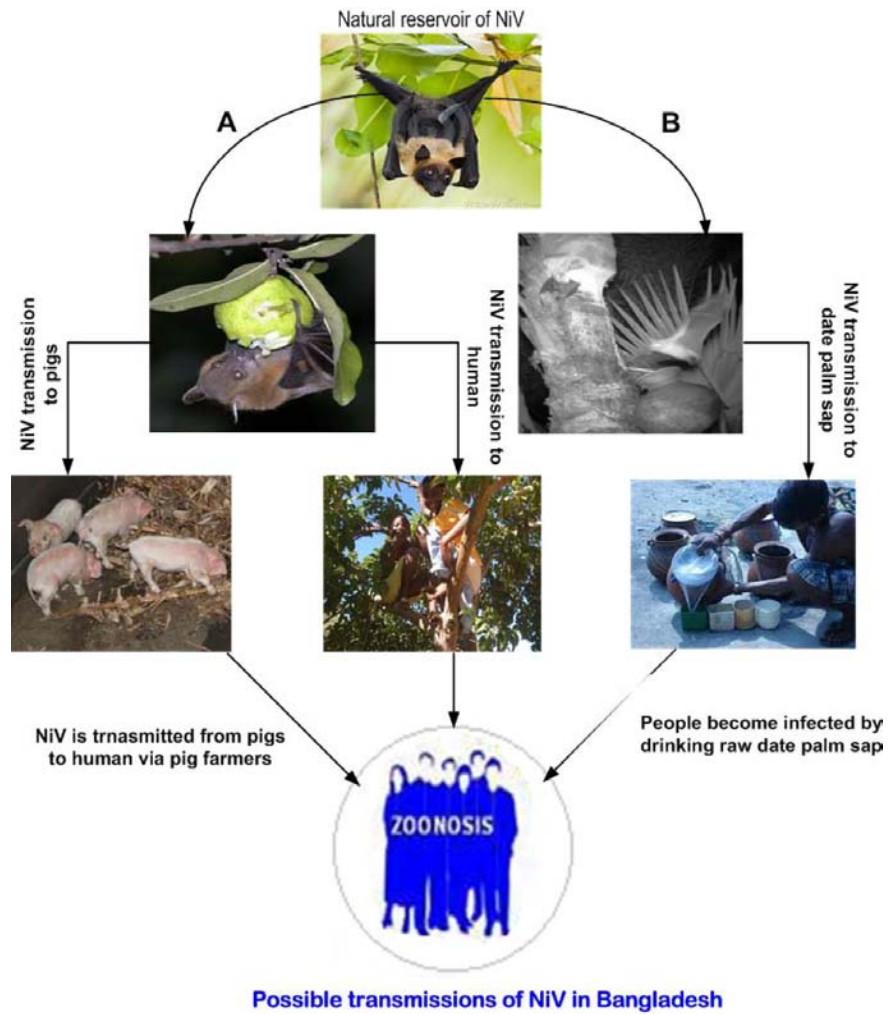 Natural reservoir of NiV
A
B
NiV transmission
to pigs
NiV transmission to
human
NiV transmission to
date palm sap
NiV is trnasmitted from pigs
to human via pig farmers
People become infected by
drinking raw date palm sap
ZOONOSIS
Possible transmissions of NiV in Bangladesh